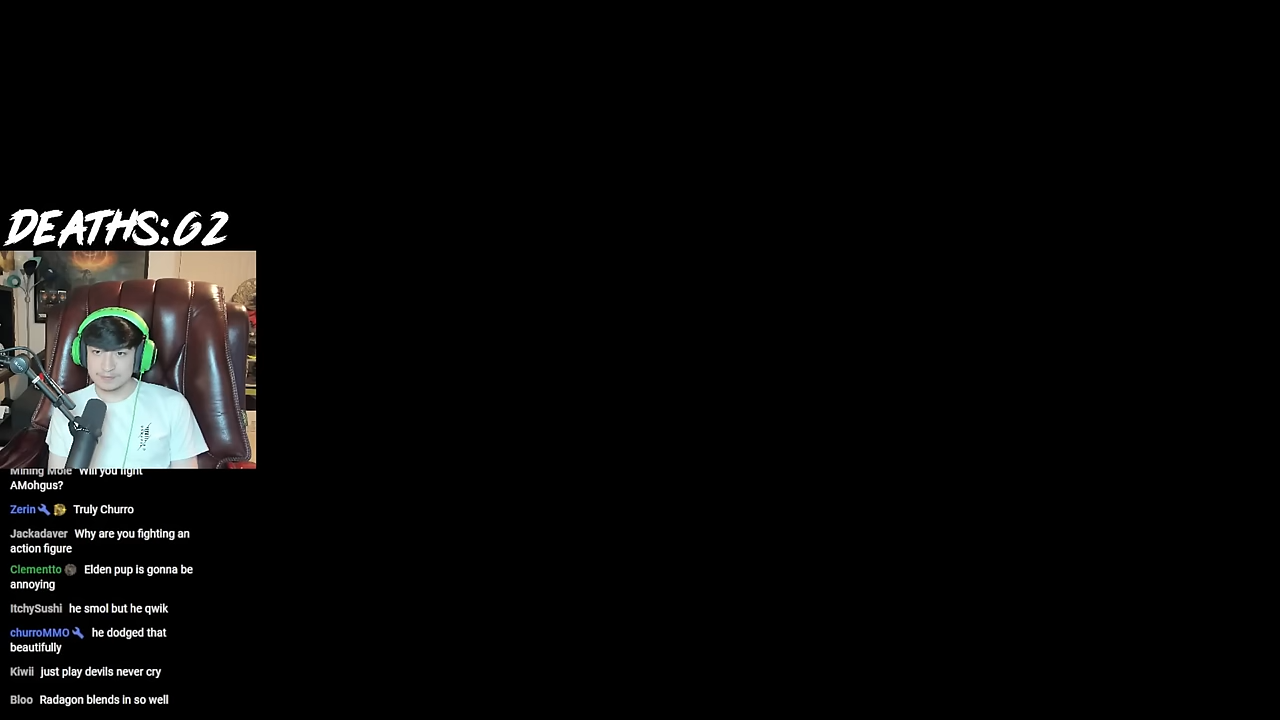 DEATHS:62
Mining Mole Will you fight
AMohgus?
Zerin Truly Churro
Jackadaver Why are you fighting an
action figure
Clementto Elden pup is gonna be
annoying
ItchySushi he smol but he qwik
churroMMO he dodged that
beautifully
Kiwii just play devils never cry
Bloo Radagon blends in so well